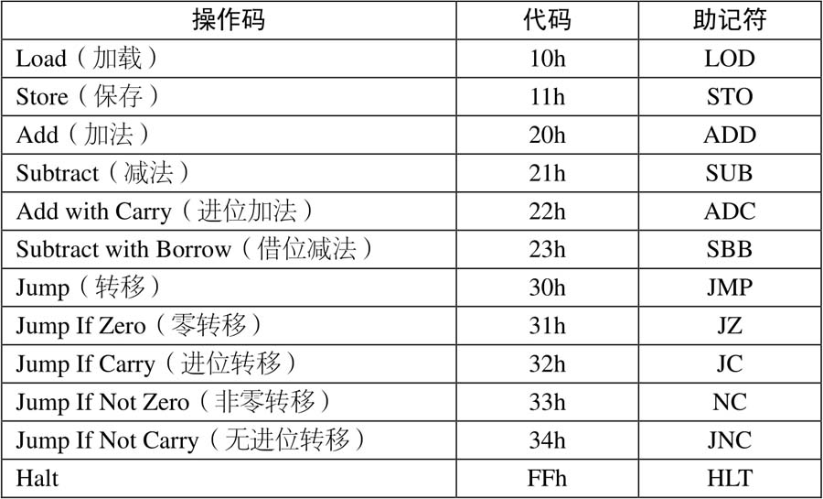 操作码 代码 助记符
Load（加载） 10h LOD
Store（保存） 11h STO
Add（加法） 20h ADD
Subtract（减法） 21h SUB
Add with Carry（进位加法） 22h ADC
Subtract with Borrow（借位减法） 23h SBB
Jump（转移） 30h JMP
Jump If Zero（零转移） 31h JZ
Jump If Carry（进位转移） 32h JC
Jump If Not Zero（非零转移） 33h NC
Jump If Not Carry（无进位转移） 34h JNC
Halt FFh HLT